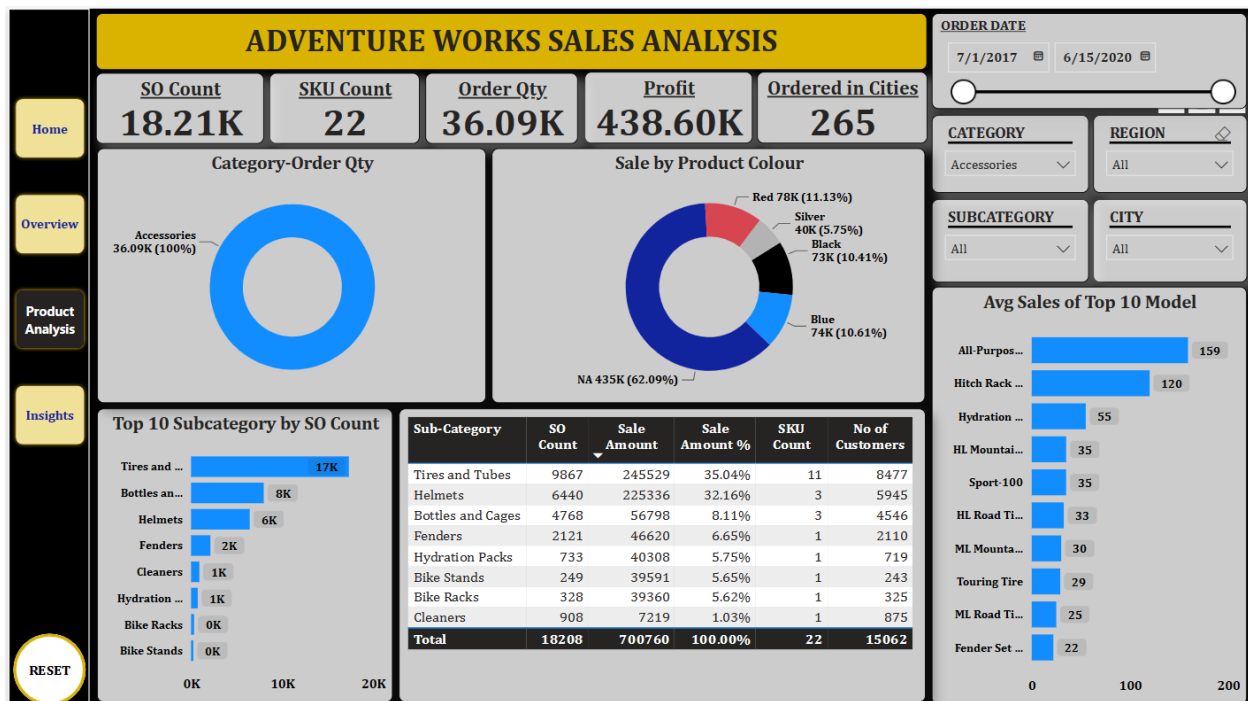 ADVENTURE WORKS SALES ANALYSIS
ORDER DATE
7/1/2017 6/15/2020
Home
Overview
Product
Analysis
Insights
RESET
SO Count
18.21K
SKU Count
22
Order Qty
36.09K
Profit
438.60K
Ordered in Cities
265
CATEGORY
Accessories
REGION
All
SUBCATEGORY
All
CITY
All
Category-Order Qty
Accessories
36.09K (100%)
Sale by Product Colour
Red 78K (11.13%)
Silver
40K (5.75%)
Black
73K (10.41%)
Blue
74K (10.61%)
NA 435K (62.09%)
Avg Sales of Top 10 Model
All-Purpos... 159
Hitch Rack ... 120
Hydration ... 55
HL Mountai... 35
Sport-100 35
HL Road Ti... 33
ML Mounta... 30
Touring Tire 29
ML Road Ti... 25
Fender Set ... 22
0 100 200
Top 10 Subcategory by SO Count
Tires and ... 17K
Bottles an... 8K
Helmets 6K
Fenders 2K
Cleaners 1K
Hydration ... 1K
Bike Racks 0K
Bike Stands 0K
0K 10K 20K
Sub-Category SO Count Sale Amount Sale Amount % SKU Count No of Customers
Tires and Tubes 9867 245529 35.04% 11 8477
Helmets 6440 225336 32.16% 3 5945
Bottles and Cages 4768 56798 8.11% 3 4546
Fenders 2121 46620 6.65% 1 2110
Hydration Packs 733 40308 5.75% 1 719
Bike Stands 249 39591 5.65% 1 243
Bike Racks 328 39360 5.62% 1 325
Cleaners 908 7219 1.03% 1 875
Total 18208 700760 100.00% 22 15062